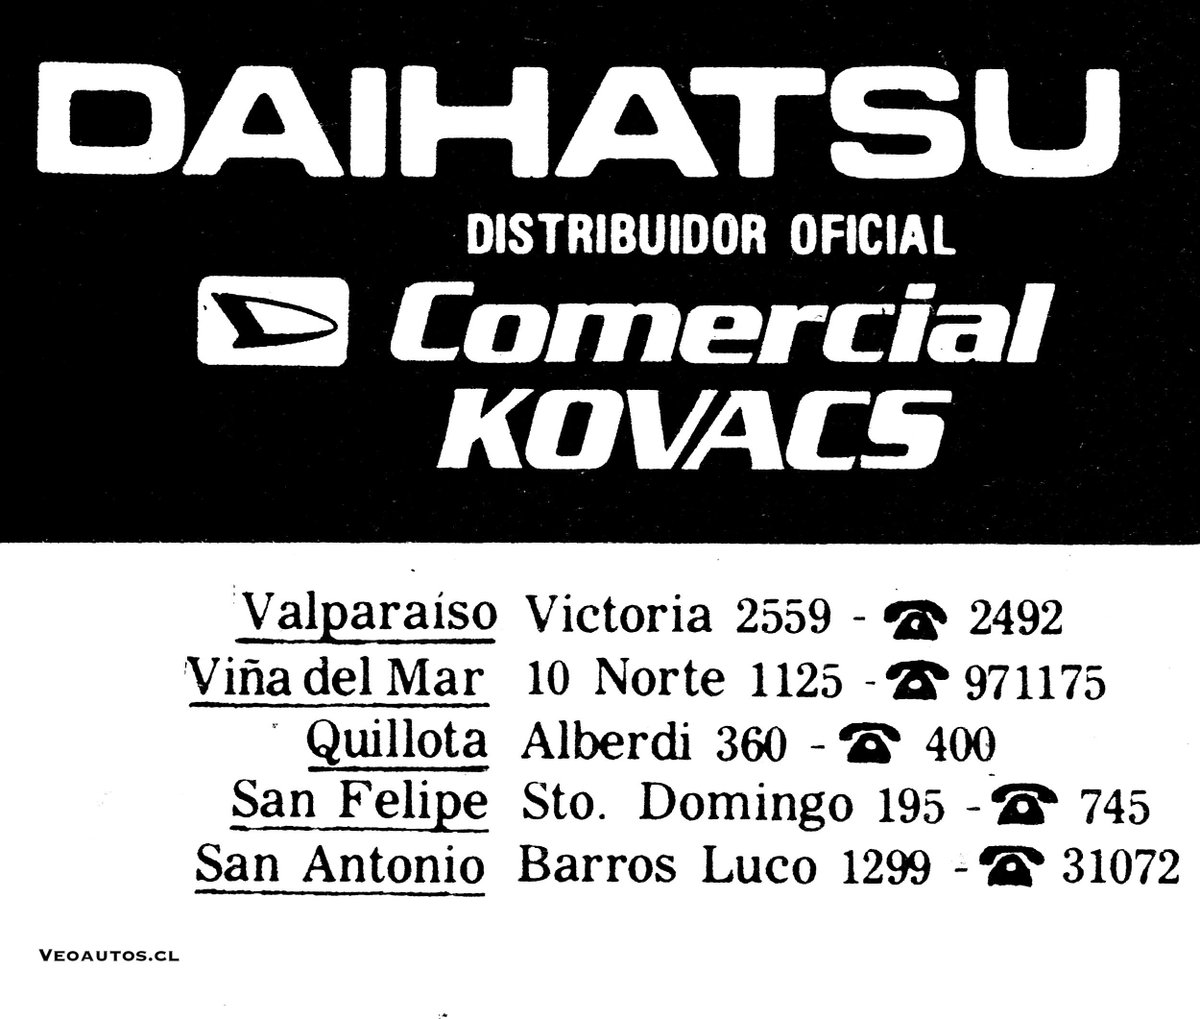 DAIHATSU
DISTRIBUIDOR OFICIAL
Comercial
KOVACS
Valparaíso Victoria 2559 - ☎ 2492
Viña del Mar 10 Norte 1125 - ☎ 971175
Quillota Alberdi 360 - ☎ 400
San Felipe Sto. Domingo 195 - ☎ 745
San Antonio Barros Luco 1299 - ☎ 31072
VEOAUTOS.CL